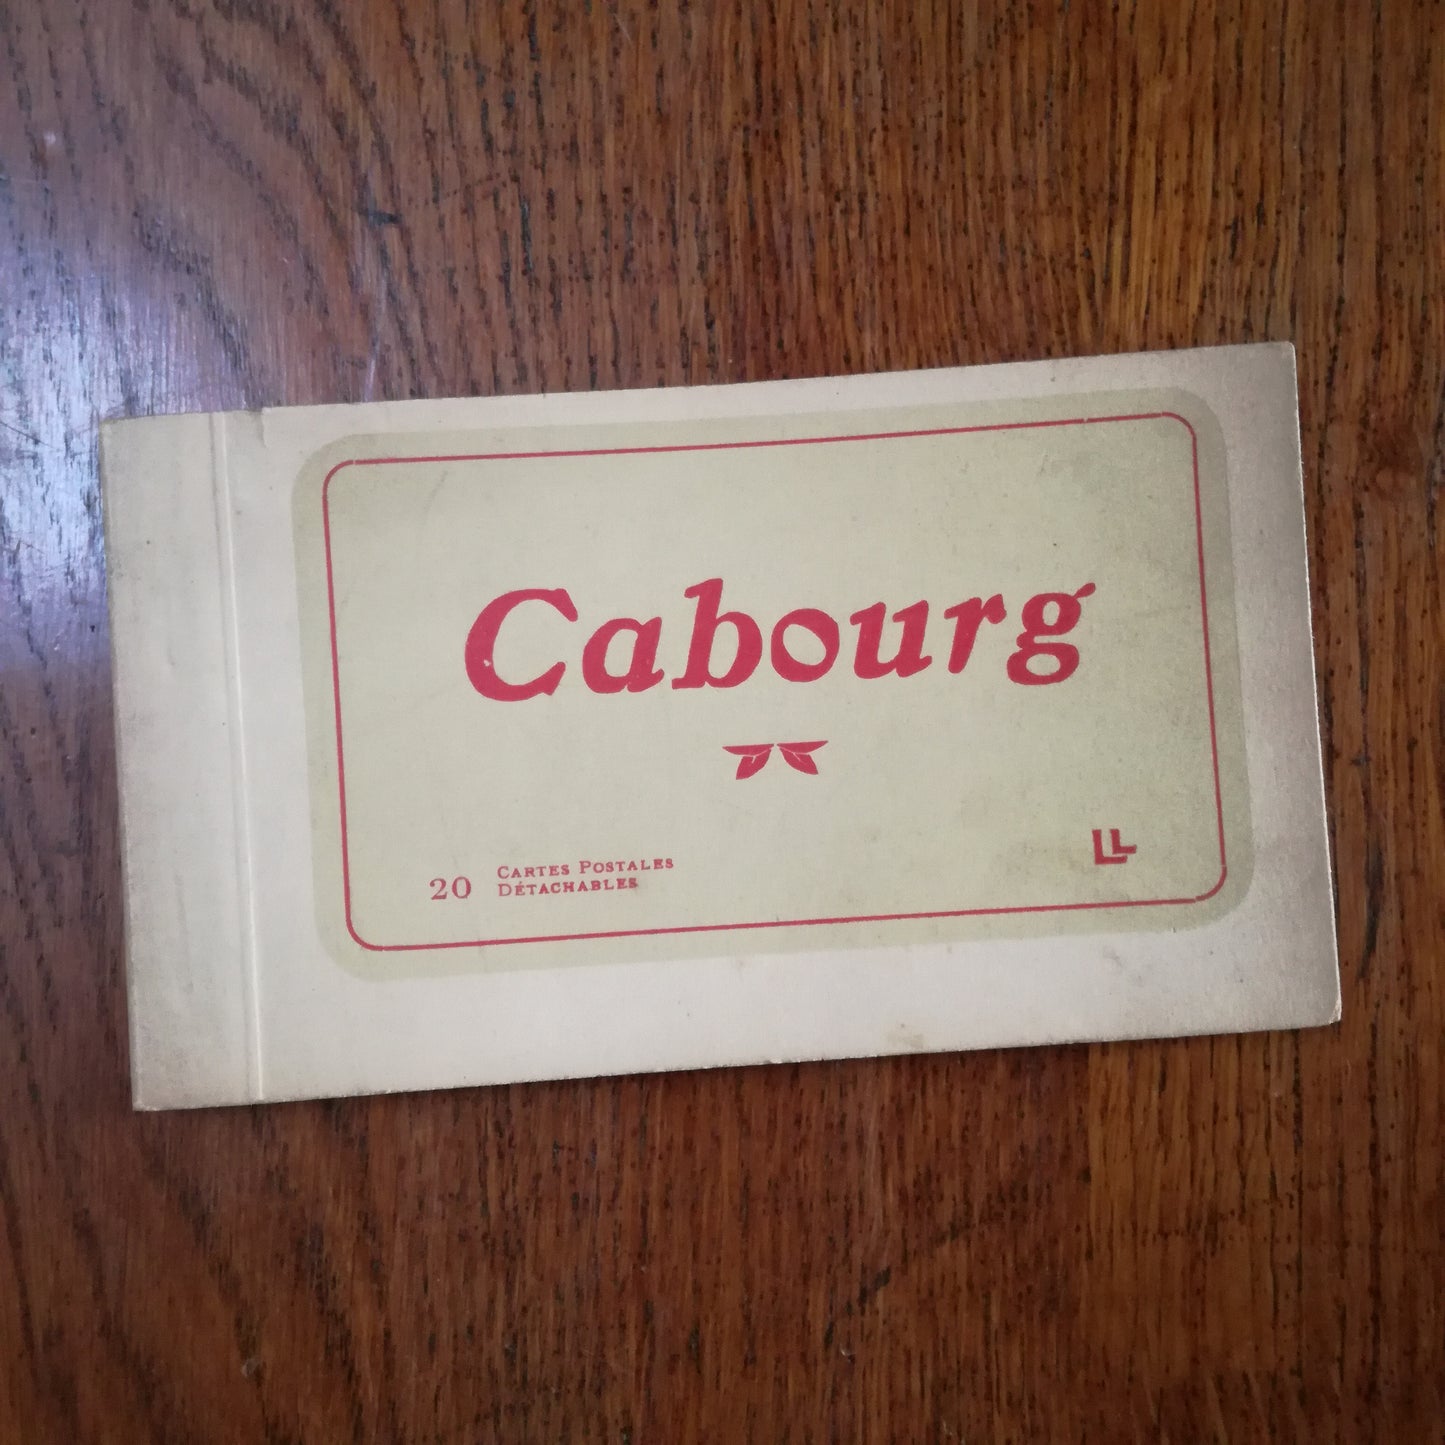 Cabourg
20 CARTES POSTALES
DÉTACHABLES
LL